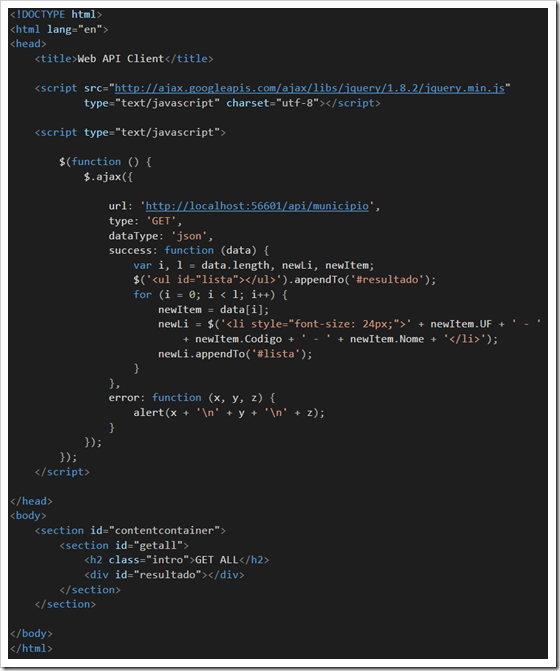 <!DOCTYPE html>
<html lang="en">
<head>
    <title>Web API Client</title>

    <script src="http://ajax.googleapis.com/ajax/libs/jquery/1.8.2/jquery.min.js"
            type="text/javascript" charset="utf-8"></script>

    <script type="text/javascript">

        $(function () {
            $.ajax({

                url: 'http://localhost:56601/api/municipio',
                type: 'GET',
                dataType: 'json',
                success: function (data) {
                    var i, l = data.length, newLi, newItem;
                    $('<ul id="lista"></ul>').appendTo('#resultado');
                    for (i = 0; i < l; i++) {
                        newItem = data[i];
                        newLi = $('<li style="font-size: 24px;">' + newItem.UF + ' - '
                            + newItem.Codigo + ' - ' + newItem.Nome + '</li>');
                        newLi.appendTo('#lista');
                    }
                },
                error: function (x, y, z) {
                    alert(x + '\n' + y + '\n' + z);
                }
            });
        });
    </script>

</head>
<body>
    <section id="contentcontainer">
        <section id="getall">
            <h2 class="intro">GET ALL</h2>
            <div id="resultado"></div>
        </section>
    </section>

</body>
</html>